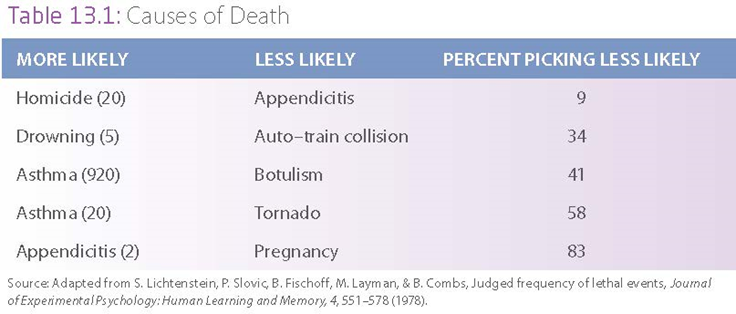 Table 13.1: Causes of Death
MORE LIKELY LESS LIKELY PERCENT PICKING LESS LIKELY
Homicide (20) Appendicitis 9
Drowning (5) Auto–train collision 34
Asthma (920) Botulism 41
Asthma (20) Tornado 58
Appendicitis (2) Pregnancy 83
Source: Adapted from S. Lichtenstein, P. Slovic, B. Fischoff, M. Layman, & B. Combs, Judged frequency of lethal events, Journal
of Experimental Psychology: Human Learning and Memory, 4, 551–578 (1978).